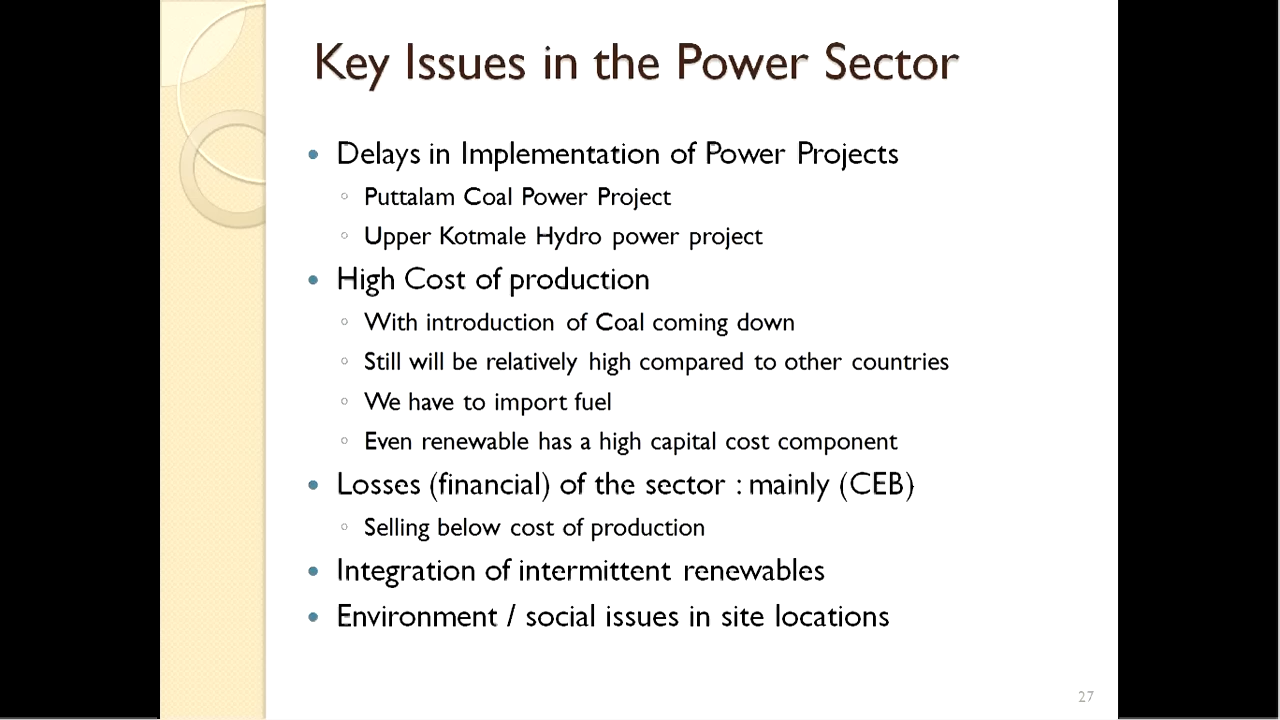 Key Issues in the Power Sector
Delays in Implementation of Power Projects
Puttalam Coal Power Project
Upper Kotmale Hydro power project
High Cost of production
With introduction of Coal coming down
Still will be relatively high compared to other countries
We have to import fuel
Even renewable has a high capital cost component
Losses (financial) of the sector : mainly (CEB)
Selling below cost of production
Integration of intermittent renewables
Environment / social issues in site locations
27